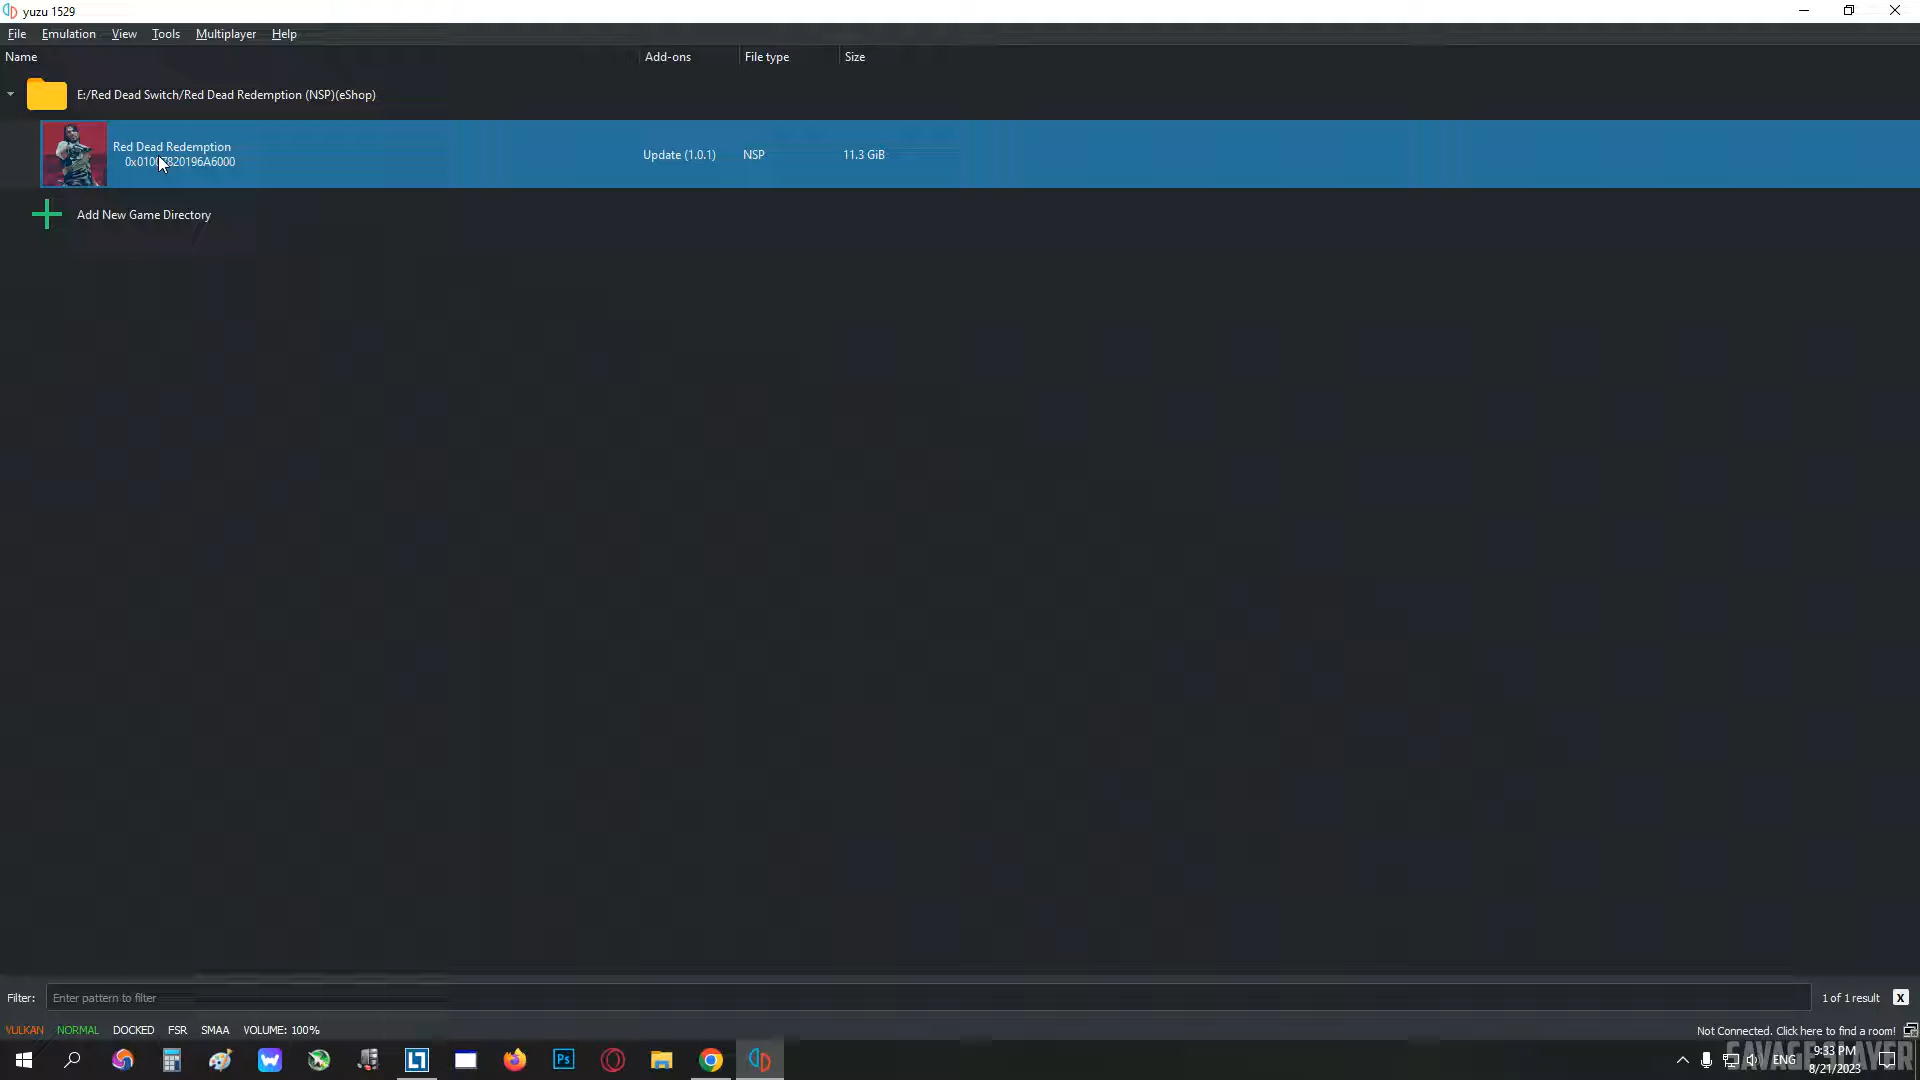 yuzu 1529
File Emulation View Tools Multiplayer Help
Name Add-ons File type Size
E:/Red Dead Switch/Red Dead Redemption (NSP)(eShop)
Red Dead Redemption
Update (1.0.1) NSP 11.3 GiB
Add New Game Directory
Filter: Enter pattern to filter 1 of 1 result X
VULKAN NORMAL DOCKED FSR SMAA VOLUME: 100% Not Connected. Click here to find a room!
Ps ENG 9:33 PM
8/21/2023
SAVAGE SLAYER